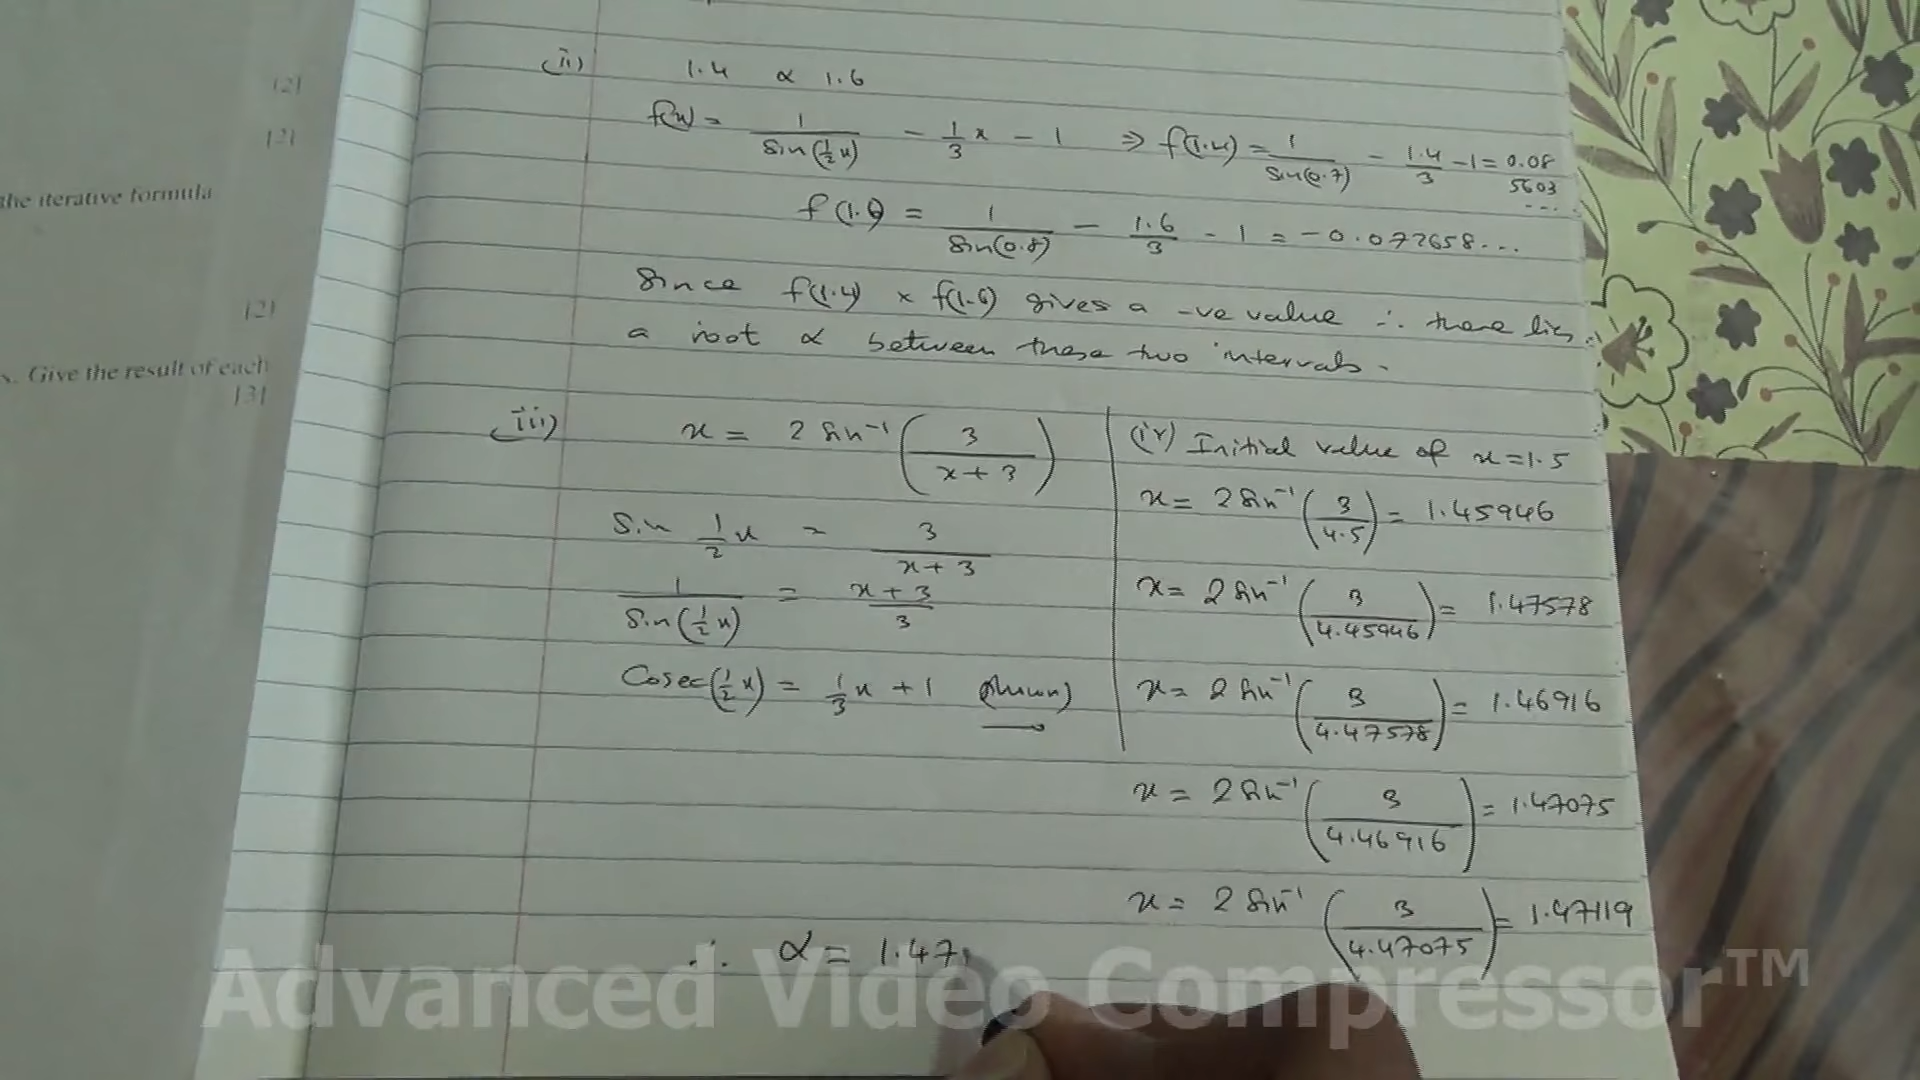 [2]
[2]
the iterative formula
[2]
s. Give the result of each
[3]
(ii) 1.4 α 1.6
f(x) = 1/sin(½x) - 1/3 x - 1 ⇒ f(1.4) = 1/sin(0.7) - 1.4/3 - 1 = 0.08
5603
...
f(1.6) = 1/sin(0.8) - 1.6/3 - 1 = -0.072658...
Since f(1.4) × f(1.6) gives a -ve value ∴ there lies
a root α between these two intervals.
(iii) x = 2 sin⁻¹(3/(x+3))
Sin ½x = 3/(x+3)
1/Sin(½x) = (x+3)/3
Cosec(½x) = 1/3 x + 1 (shown)
(iv) Initial value of x = 1.5
x = 2 Sin⁻¹(3/4.5) = 1.45946
x = 2 Sin⁻¹(3/4.45946) = 1.47578
x = 2 Sin⁻¹(3/4.47578) = 1.46916
x = 2 Sin⁻¹(3/4.46916) = 1.47075
x = 2 Sin⁻¹(3/4.47075) = 1.47119
∴ α = 1.47
Advanced Video Compressor™